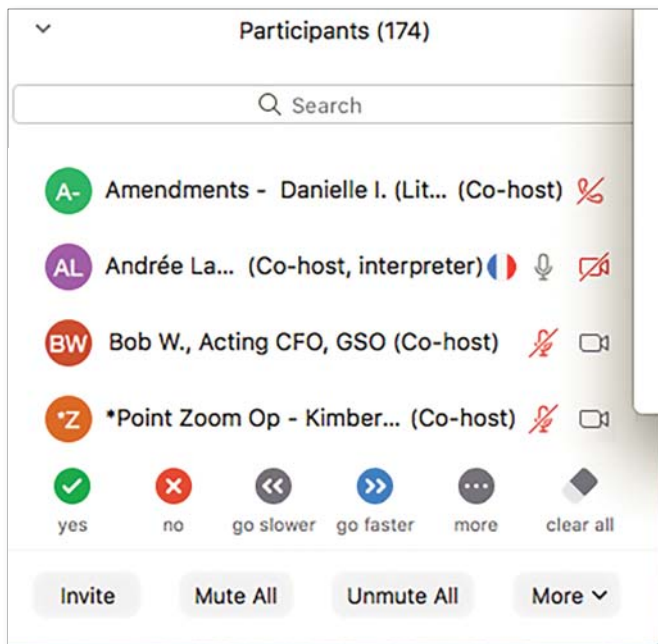 Participants (174)
Search
A- Amendments - Danielle I. (Lit... (Co-host)
AL Andrée La... (Co-host, interpreter)
BW Bob W., Acting CFO, GSO (Co-host)
*Z *Point Zoom Op - Kimber... (Co-host)
yes no go slower go faster more clear all
Invite Mute All Unmute All More